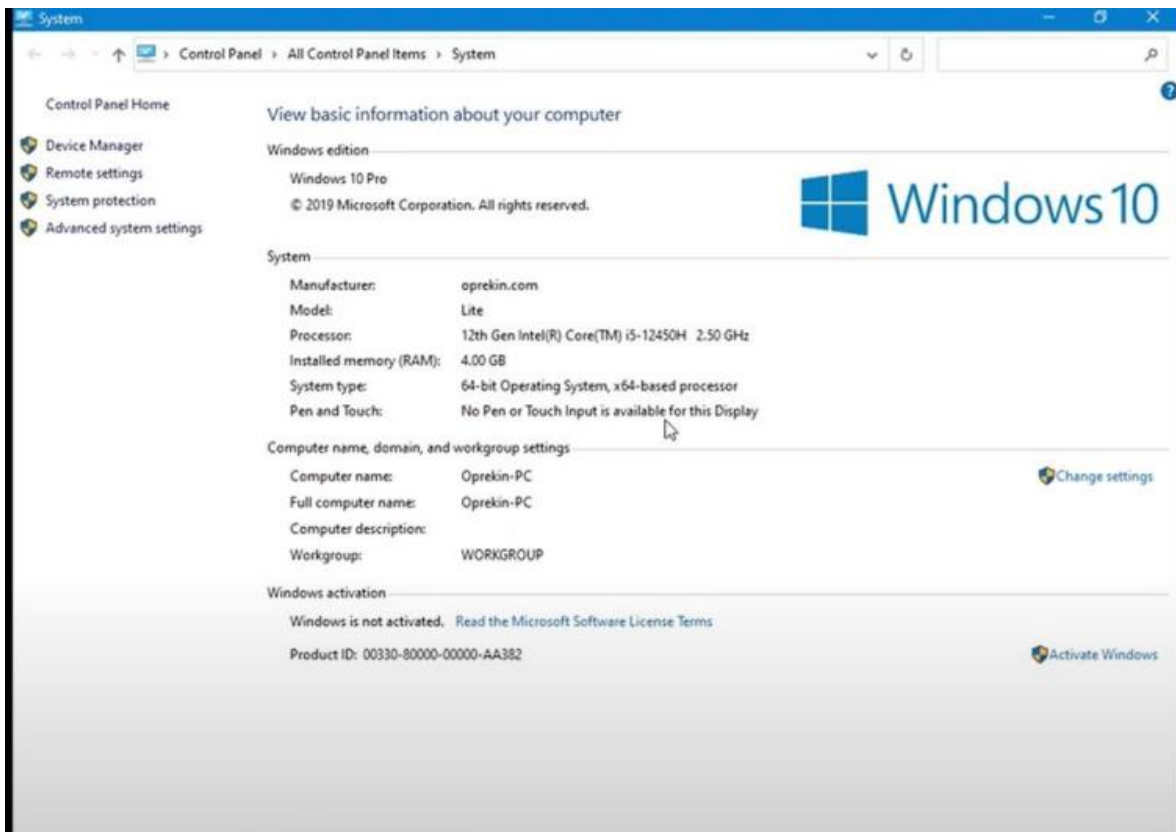 System
Control Panel > All Control Panel Items > System
Control Panel Home
Device Manager
Remote settings
System protection
Advanced system settings
?
View basic information about your computer
Windows edition
Windows 10 Pro
© 2019 Microsoft Corporation. All rights reserved.
Windows 10
System
Manufacturer: oprekin.com
Model: Lite
Processor: 12th Gen Intel(R) Core(TM) i5-12450H 2.50 GHz
Installed memory (RAM): 4.00 GB
System type: 64-bit Operating System, x64-based processor
Pen and Touch: No Pen or Touch Input is available for this Display
Computer name, domain, and workgroup settings
Computer name: Oprekin-PC
Change settings
Full computer name: Oprekin-PC
Computer description:
Workgroup: WORKGROUP
Windows activation
Windows is not activated. Read the Microsoft Software License Terms
Product ID: 00330-80000-00000-AA382
Activate Windows